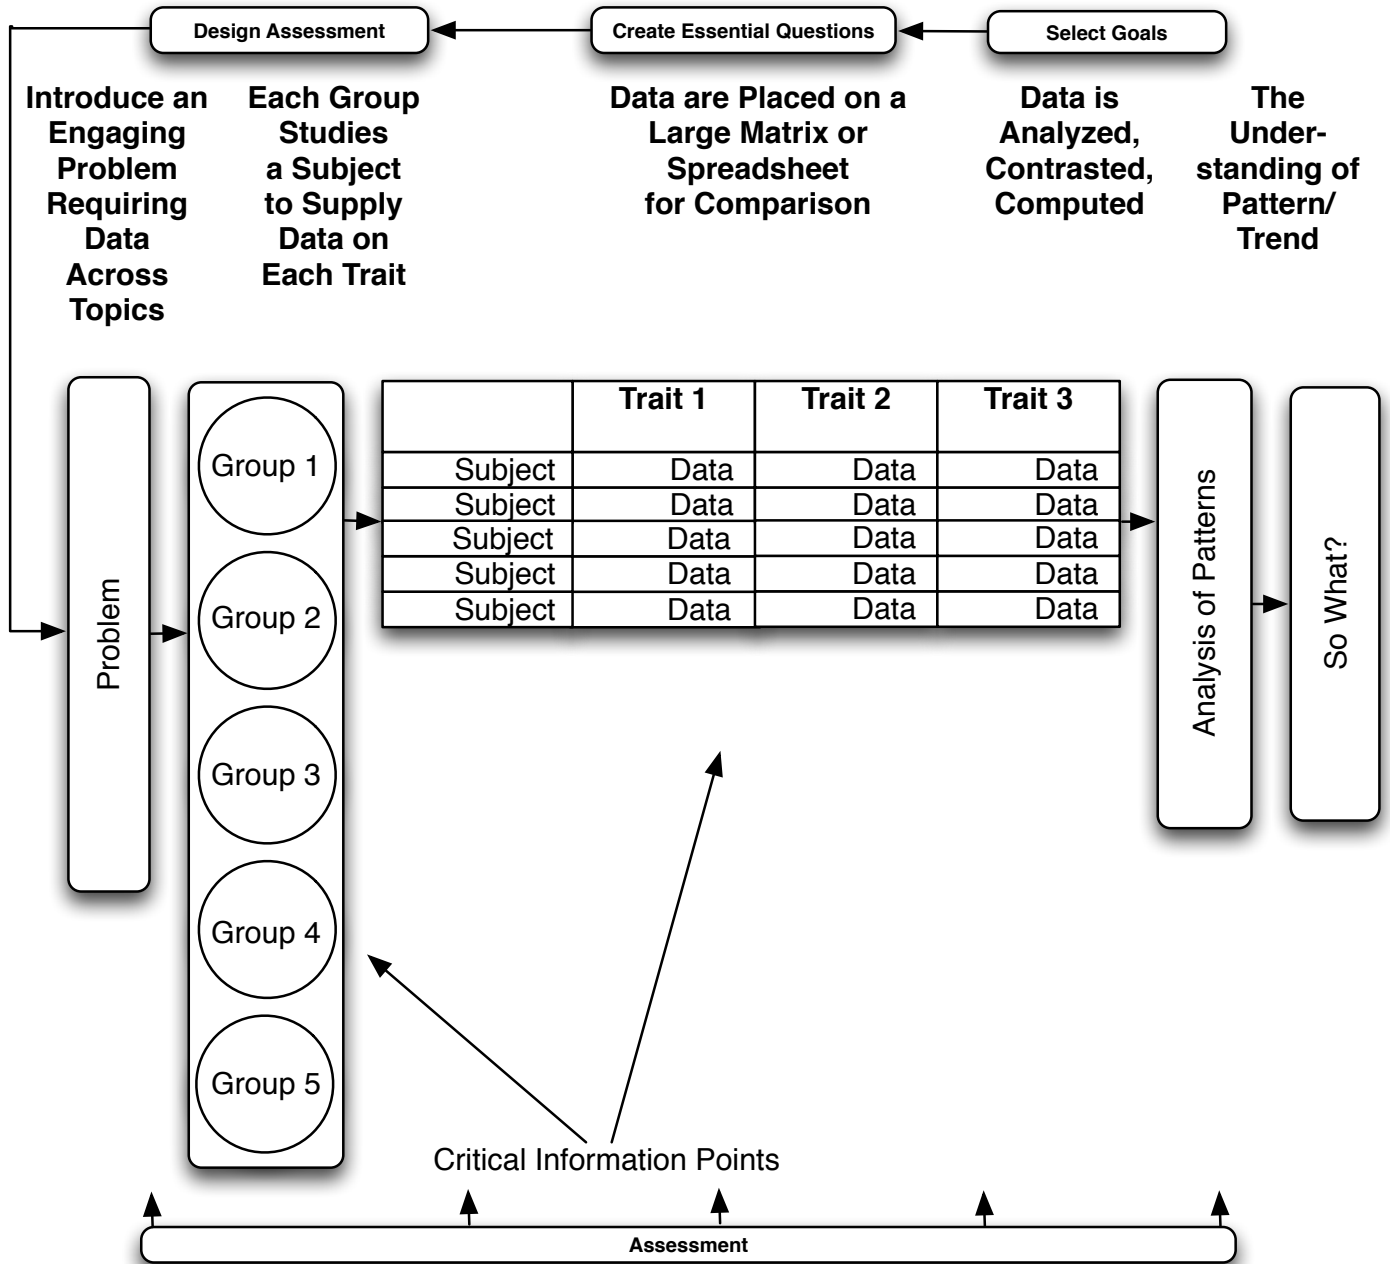 Design Assessment
Create Essential Questions
Select Goals
Introduce an
Engaging
Problem
Requiring
Data
Across
Topics
Each Group
Studies
a Subject
to Supply
Data on
Each Trait
Data are Placed on a
Large Matrix or
Spreadsheet
for Comparison
Data is
Analyzed,
Contrasted,
Computed
The
Under-
standing of
Pattern/
Trend
Problem
Group 1
Group 2
Group 3
Group 4
Group 5
Trait 1 Trait 2 Trait 3
Subject Data Data Data
Subject Data Data Data
Subject Data Data Data
Subject Data Data Data
Subject Data Data Data
Analysis of Patterns
So What?
Critical Information Points
Assessment